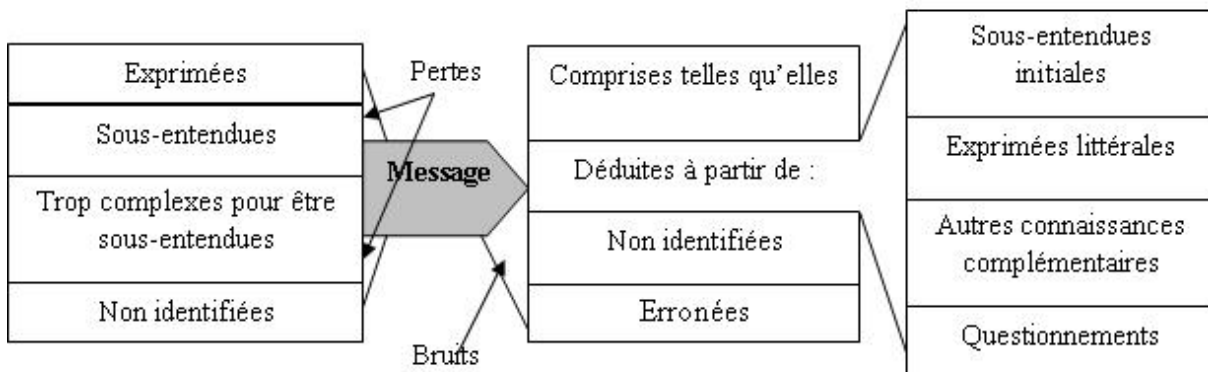 Exprimées
Sous-entendues
Trop complexes pour être
sous-entendues
Non identifiées
Pertes
Message
Bruits
Comprises telles qu’elles
Déduites à partir de :
Non identifiées
Erronées
Sous-entendues
initiales
Exprimées littérales
Autres connaissances
complémentaires
Questionnements